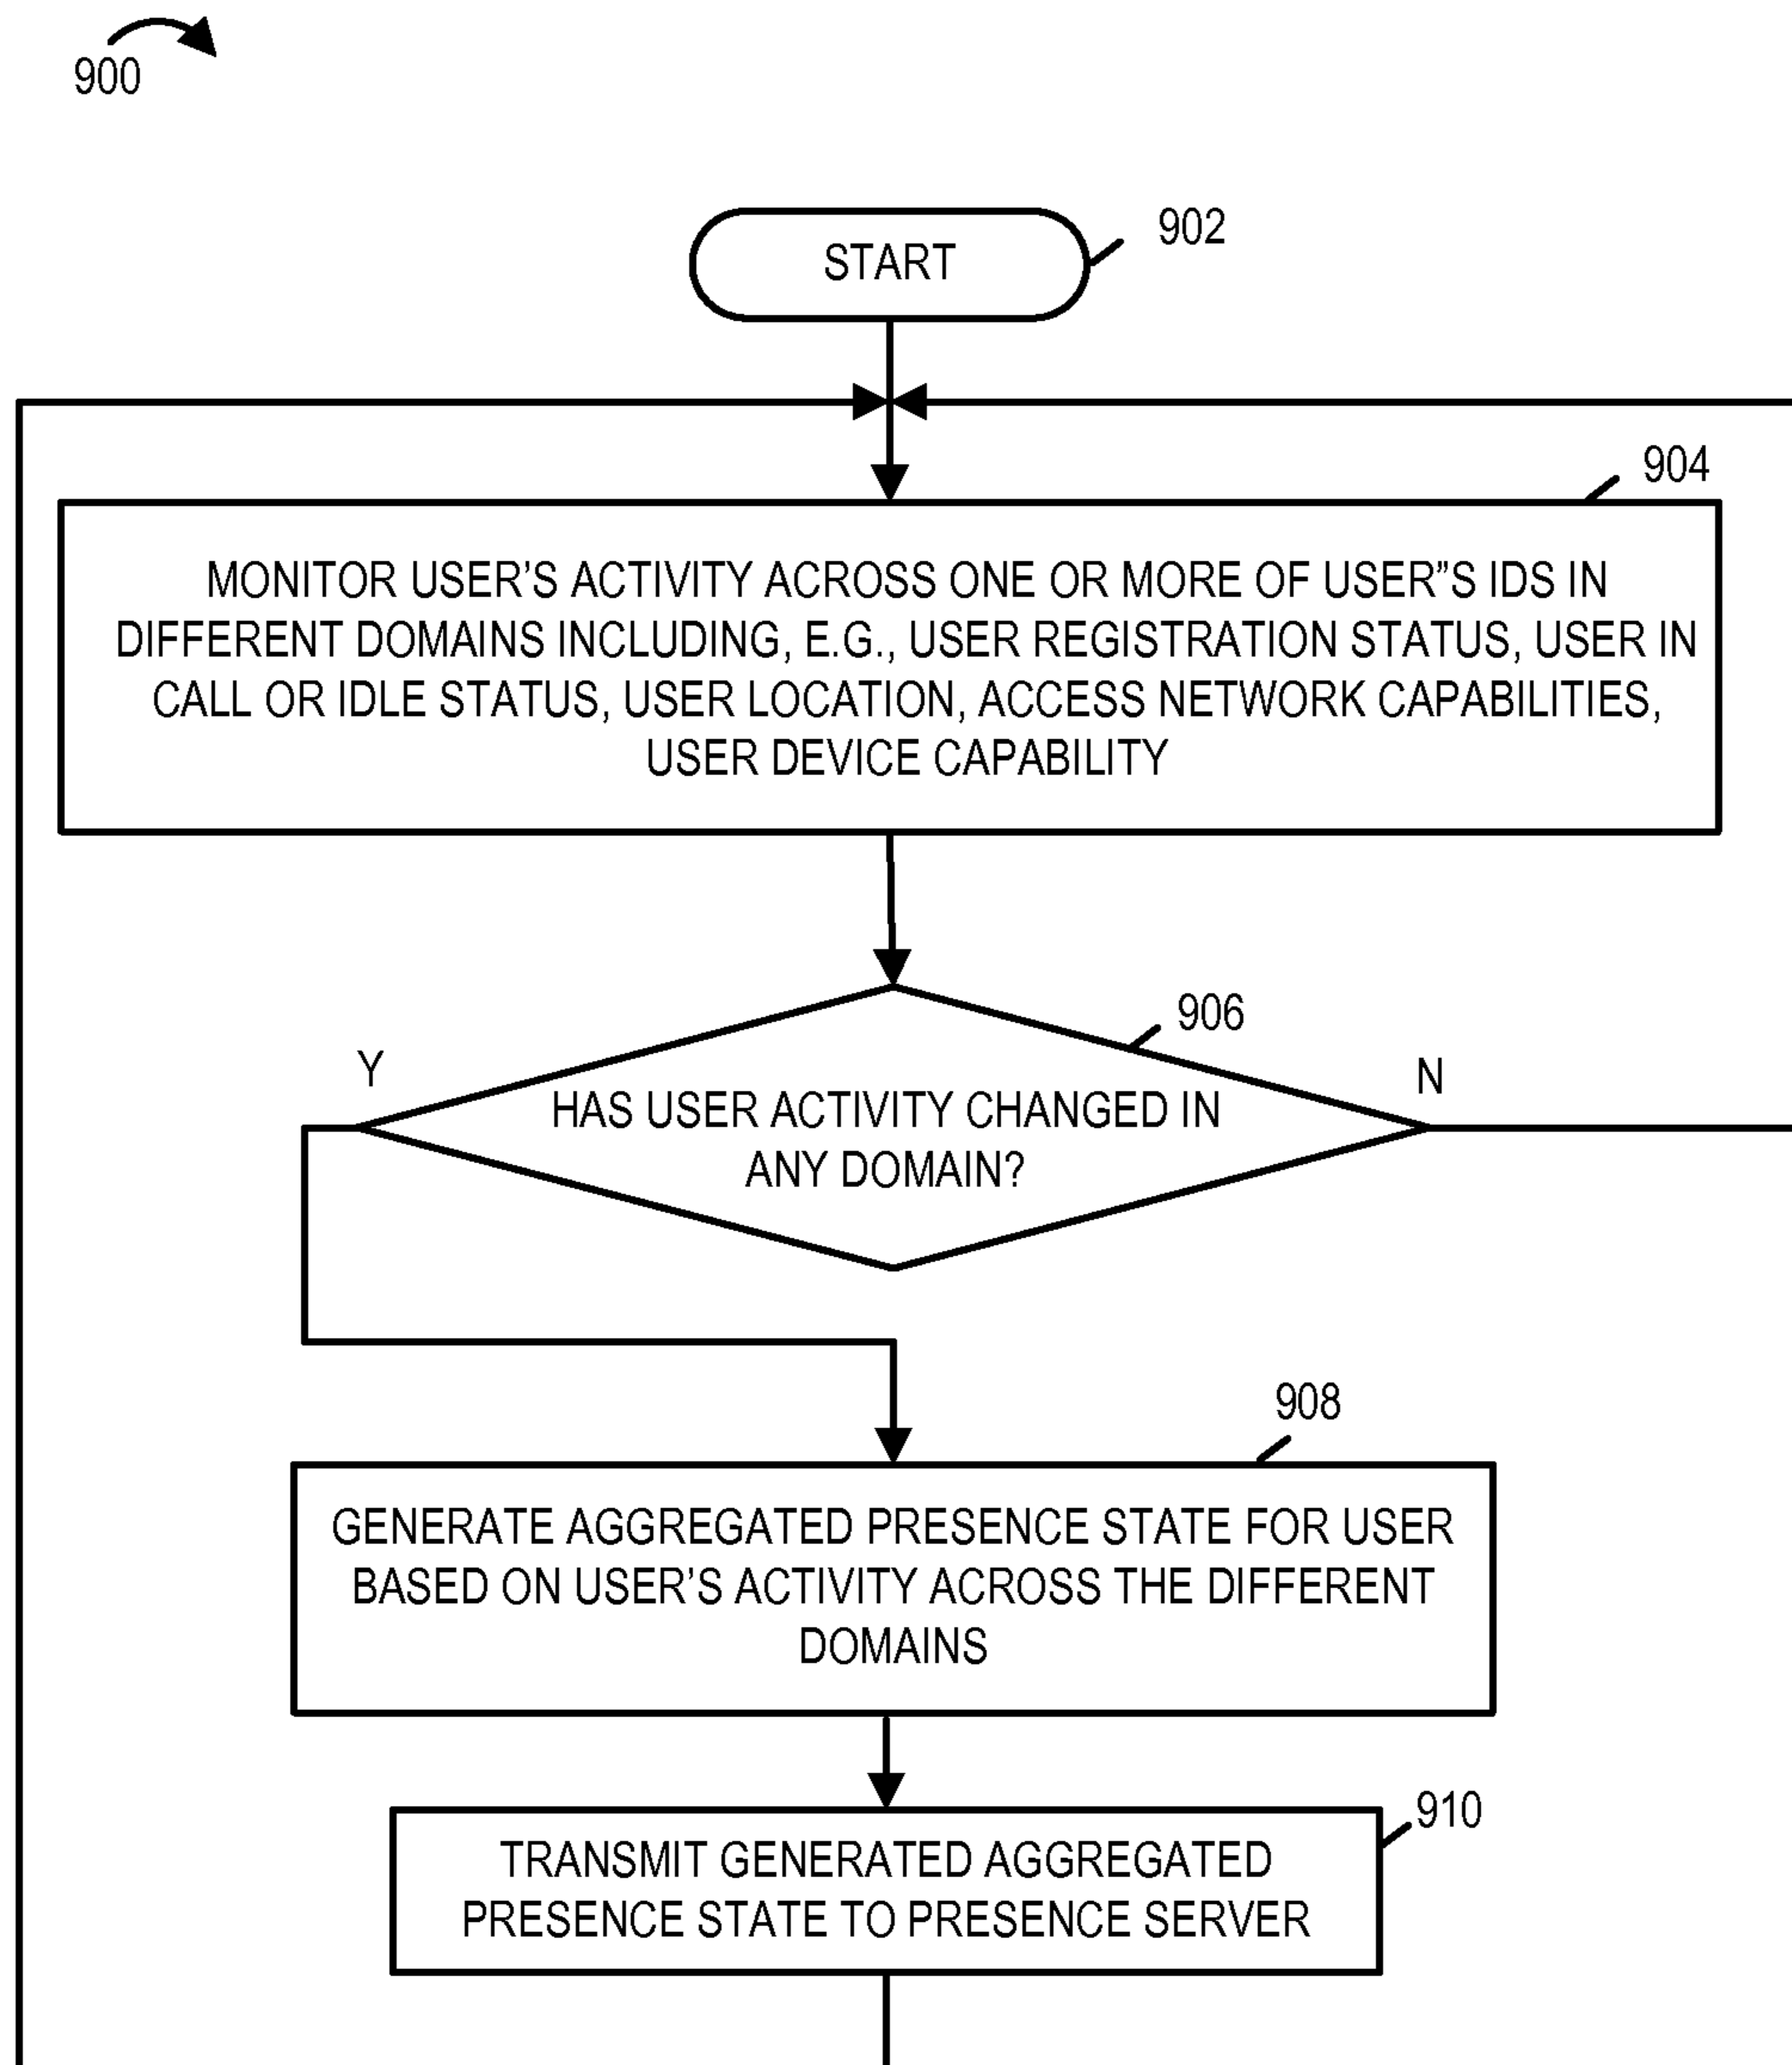 900
START
902
904
MONITOR USER’S ACTIVITY ACROSS ONE OR MORE OF USER”S IDS IN
DIFFERENT DOMAINS INCLUDING, E.G., USER REGISTRATION STATUS, USER IN
CALL OR IDLE STATUS, USER LOCATION, ACCESS NETWORK CAPABILITIES,
USER DEVICE CAPABILITY
906
Y
N
HAS USER ACTIVITY CHANGED IN
ANY DOMAIN?
908
GENERATE AGGREGATED PRESENCE STATE FOR USER
BASED ON USER’S ACTIVITY ACROSS THE DIFFERENT
DOMAINS
910
TRANSMIT GENERATED AGGREGATED
PRESENCE STATE TO PRESENCE SERVER